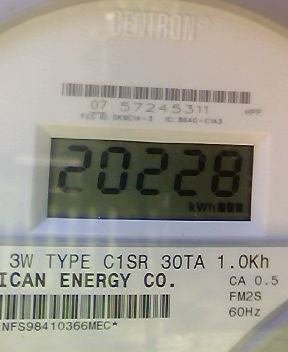 CENTRON
07 57245311
20228
kWh
3W TYPE C1SR 30TA 1.0Kh
ICAN ENERGY CO. CA 0.5
FM2S
60Hz
NFS98410366MEC*